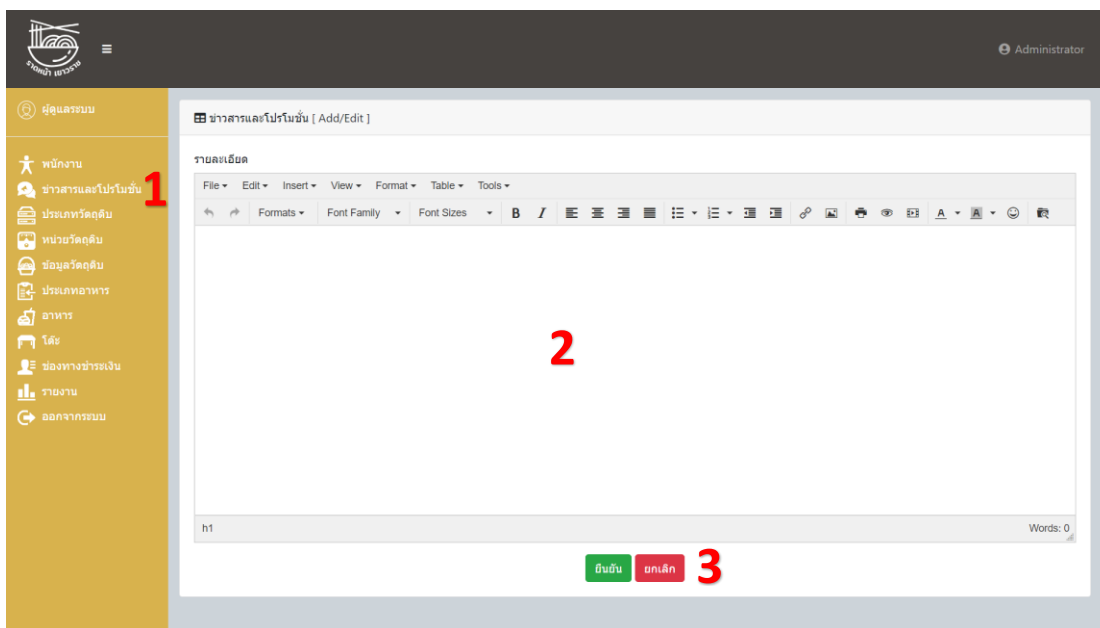 ราดหน้า เยาวราช
Administrator
ผู้ดูแลระบบ
พนักงาน
ข่าวสารและโปรโมชั่น
1
ประเภทวัตถุดิบ
หน่วยวัตถุดิบ
ข้อมูลวัตถุดิบ
ประเภทอาหาร
อาหาร
โต๊ะ
ช่องทางชำระเงิน
รายงาน
ออกจากระบบ
ข่าวสารและโปรโมชั่น [ Add/Edit ]
รายละเอียด
File Edit Insert View Format Table Tools
Formats Font Family Font Sizes B I A A
2
h1 Words: 0
ยืนยัน ยกเลิก 3